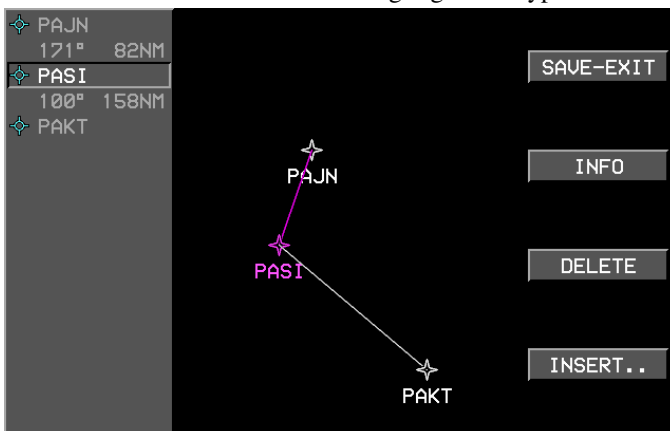 PAJN
171° 82NM
PASI
100° 158NM
PAKT
PAJN
PASI
PAKT
SAVE-EXIT
INFO
DELETE
INSERT..